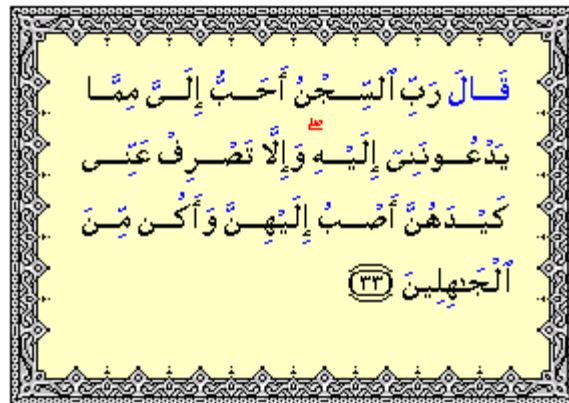 قَالَ رَبِّ ٱلسِّجْنُ أَحَبُّ إِلَىَّ مِمَّا
يَدْعُونَنِىٓ إِلَيْهِ ۖ وَإِلَّا تَصْرِفْ عَنِّى
كَيْدَهُنَّ أَصْبُ إِلَيْهِنَّ وَأَكُن مِّنَ
ٱلْجَٰهِلِينَ ٣٣